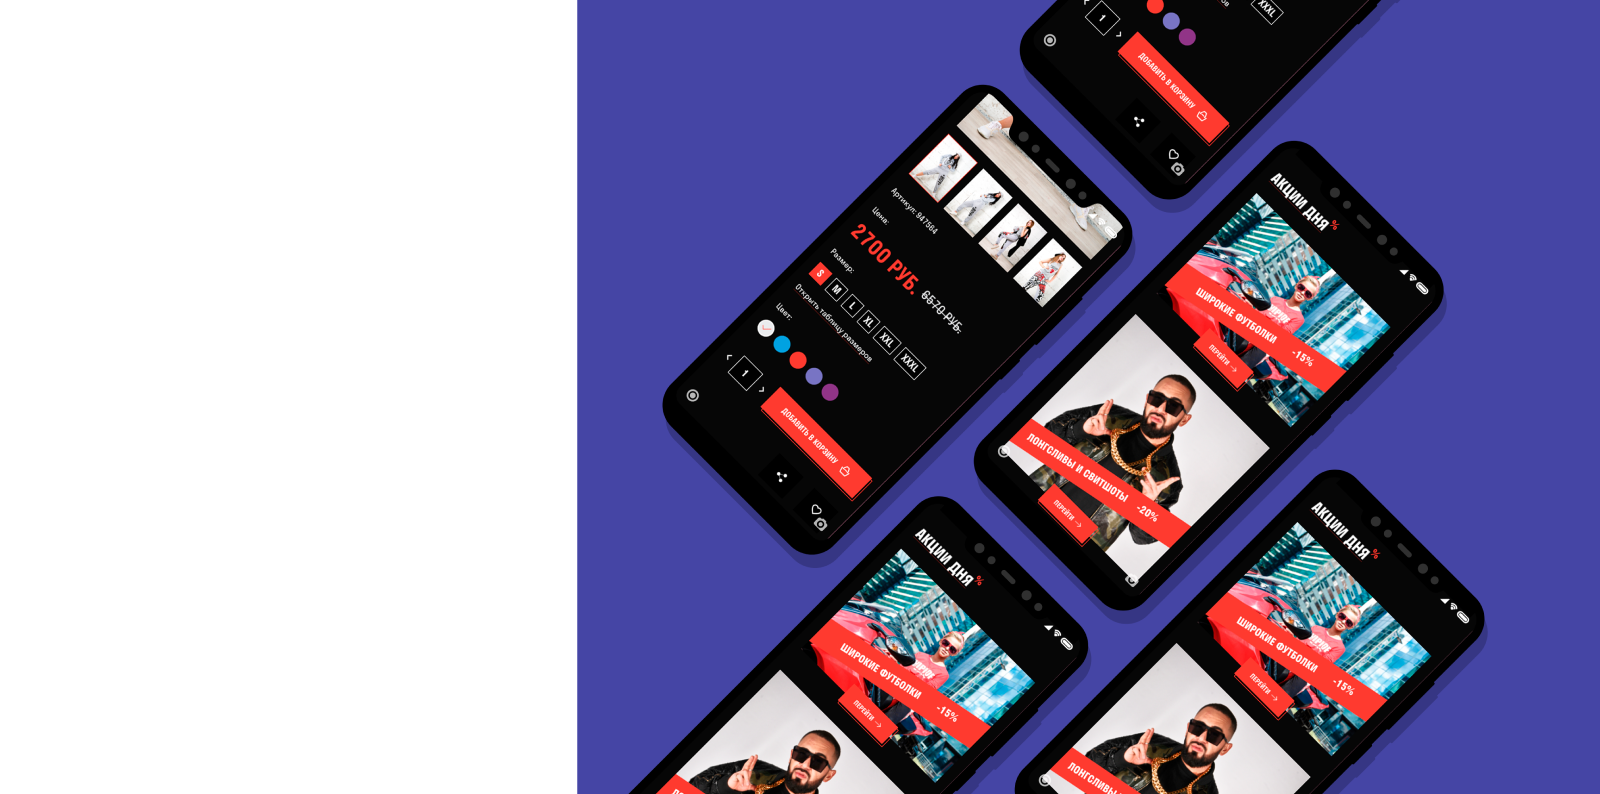 XXXL
1
ДОБАВИТЬ В КОРЗИНУ
Артикул: 947564
Цена:
2700 РУБ. 6570 РУБ.
Размер:
S M L XL XXL XXXL
Открыть таблицу размеров
Цвет:
1
ДОБАВИТЬ В КОРЗИНУ
АКЦИИ ДНЯ %
ШИРОКИЕ ФУТБОЛКИ -15%
ПЕРЕЙТИ →
ЛОНГСЛИВЫ И СВИТШОТЫ -20%
ПЕРЕЙТИ →
АКЦИИ ДНЯ %
ШИРОКИЕ ФУТБОЛКИ -15%
ПЕРЕЙТИ →
АКЦИИ ДНЯ %
ШИРОКИЕ ФУТБОЛКИ -15%
ПЕРЕЙТИ →